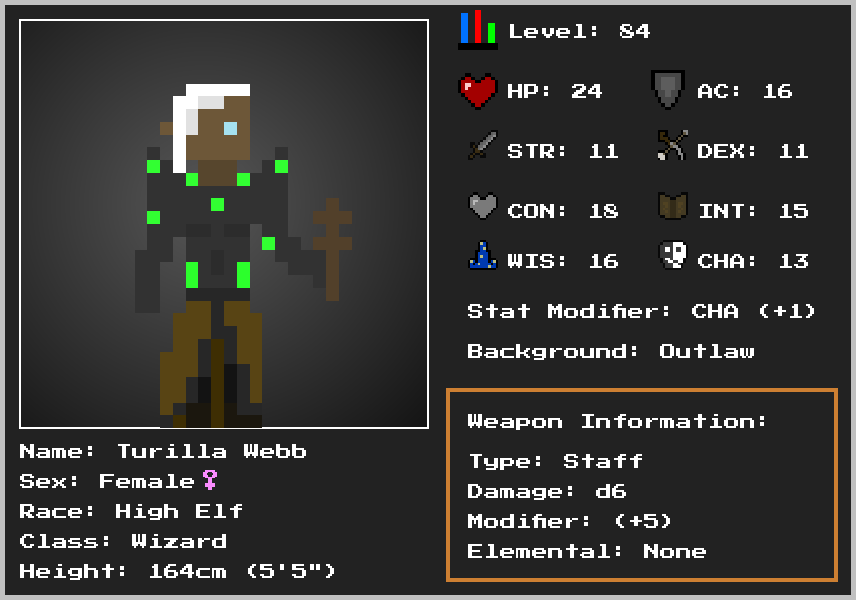 Level: 84
HP: 24
AC: 16
STR: 11
DEX: 11
CON: 18
INT: 15
WIS: 16
CHA: 13
Stat Modifier: CHA (+1)
Background: Outlaw
Weapon Information:
Type: Staff
Damage: d6
Modifier: (+5)
Elemental: None
Name: Turilla Webb
Sex: Female♀
Race: High Elf
Class: Wizard
Height: 164cm (5'5")